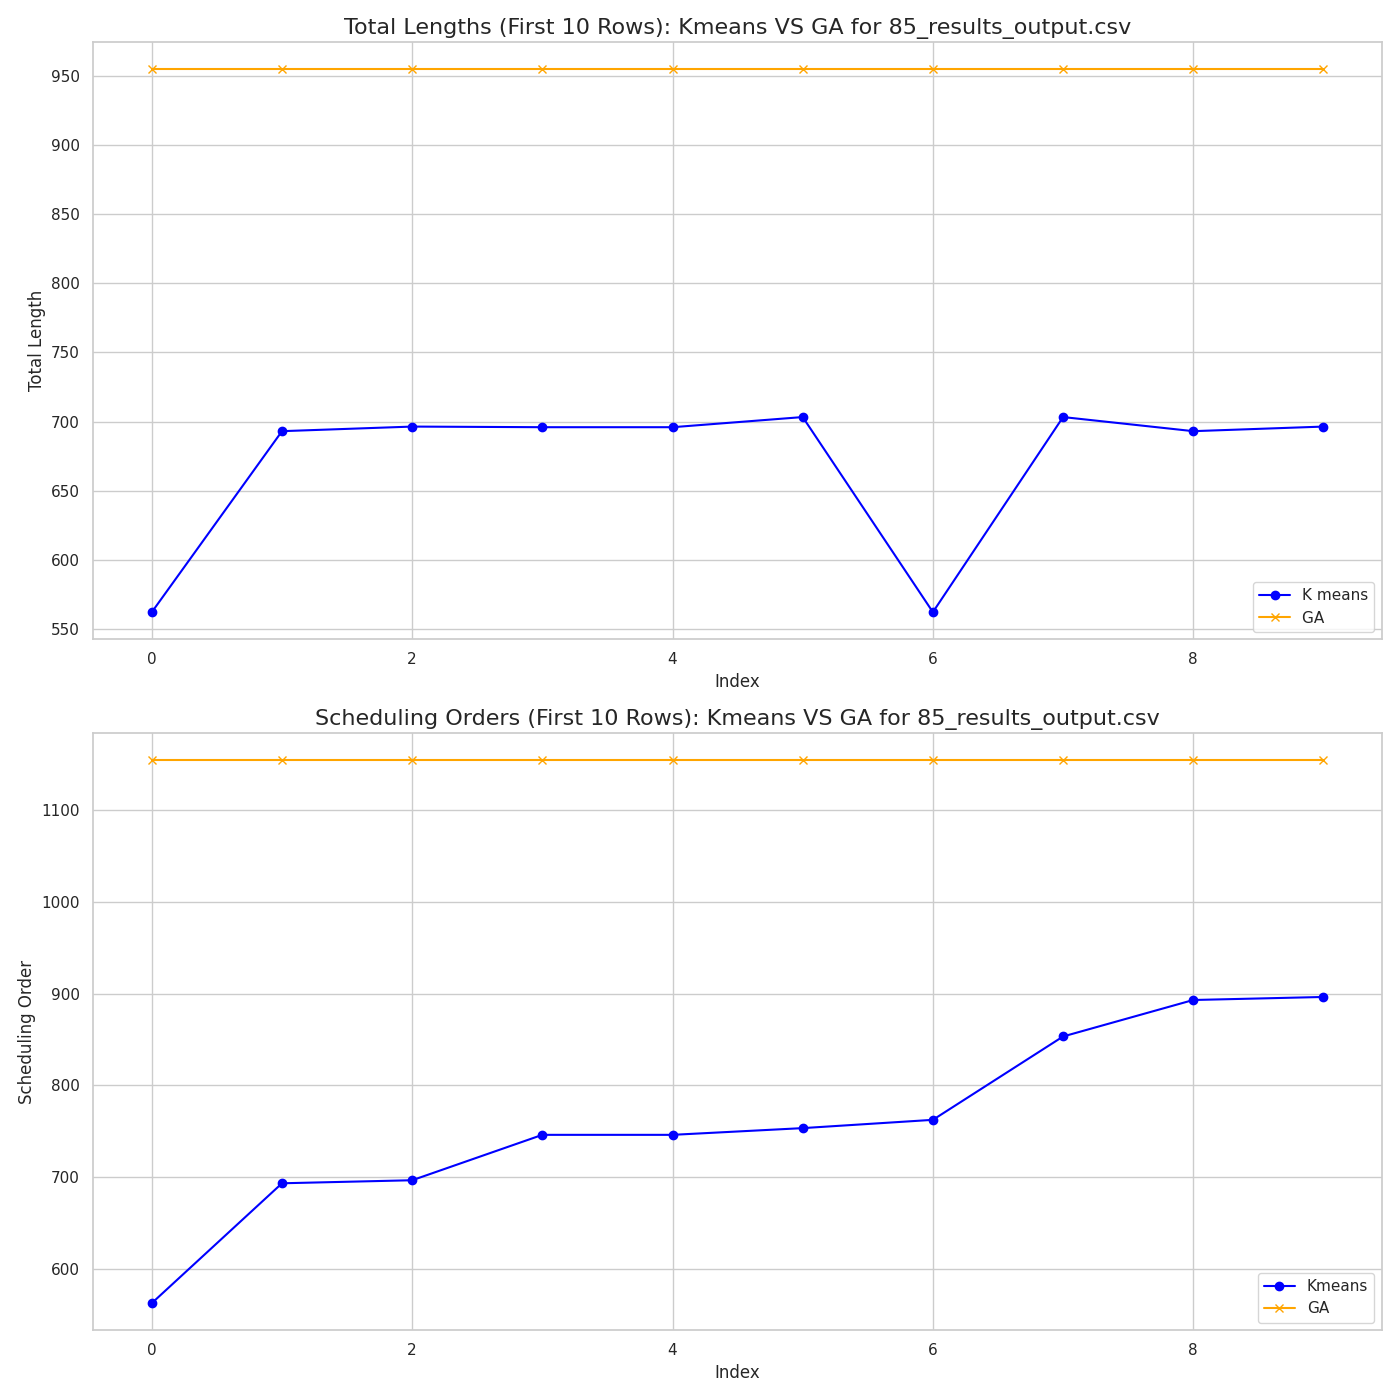 Total Lengths (First 10 Rows): Kmeans VS GA for 85_results_output.csv
950
900
850
800
750
700
650
600
550
Total Length
K means
GA
0 2 4 6 8
Index
Scheduling Orders (First 10 Rows): Kmeans VS GA for 85_results_output.csv
1100
1000
900
800
700
600
Scheduling Order
Kmeans
GA
0 2 4 6 8
Index